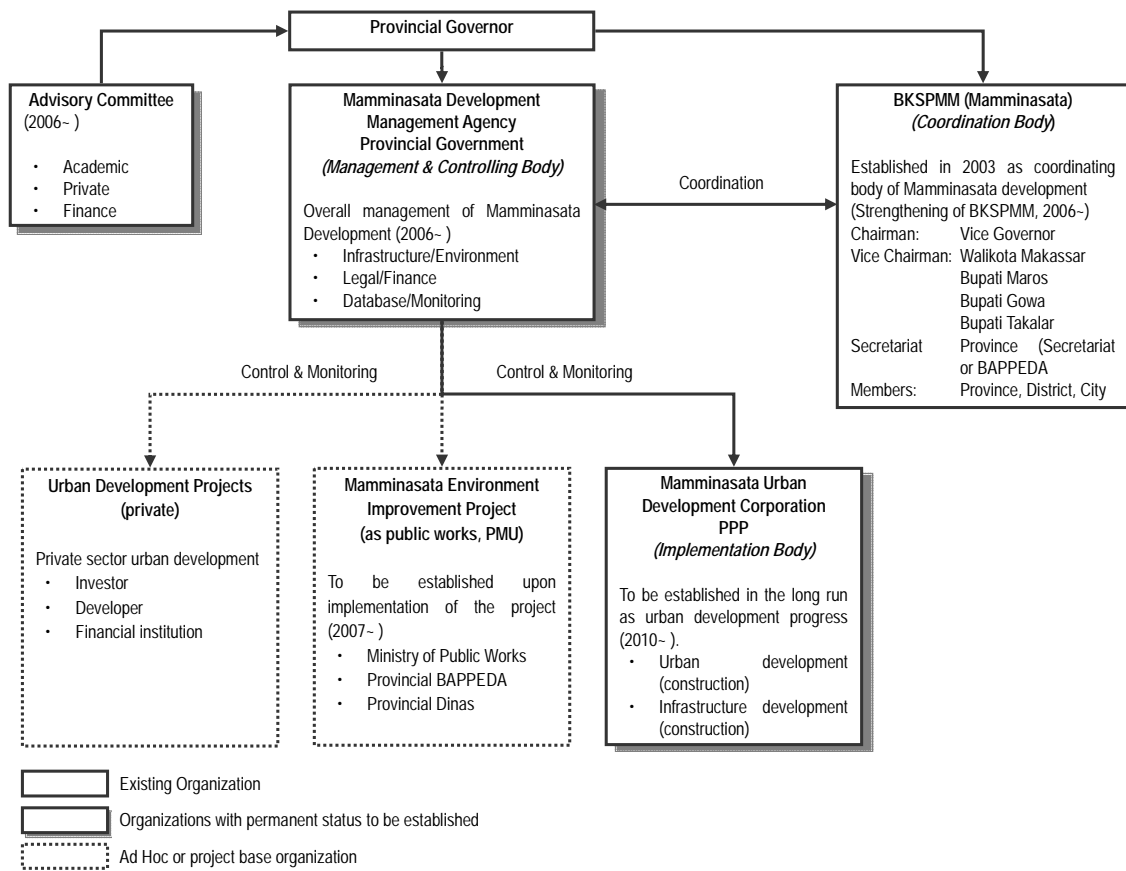 Provincial Governor
Advisory Committee
(2006~ )
• Academic
• Private
• Finance
Mamminasata Development
Management Agency
Provincial Government
(Management & Controlling Body)
Overall management of Mamminasata
Development (2006~ )
• Infrastructure/Environment
• Legal/Finance
• Database/Monitoring
Coordination
BKSPMM (Mamminasata)
(Coordination Body)
Established in 2003 as coordinating
body of Mamminasata development
(Strengthening of BKSPMM, 2006~)
Chairman: Vice Governor
Vice Chairman: Walikota Makassar
Bupati Maros
Bupati Gowa
Bupati Takalar
Secretariat Province (Secretariat
or BAPPEDA
Members: Province, District, City
Control & Monitoring
Control & Monitoring
Urban Development Projects
(private)
Private sector urban development
• Investor
• Developer
• Financial institution
Mamminasata Environment
Improvement Project
(as public works, PMU)
To be established upon
implementation of the project
(2007~ )
• Ministry of Public Works
• Provincial BAPPEDA
• Provincial Dinas
Mamminasata Urban
Development Corporation
PPP
(Implementation Body)
To be established in the long run
as urban development progress
(2010~ ).
• Urban development
(construction)
• Infrastructure development
(construction)
Existing Organization
Organizations with permanent status to be established
Ad Hoc or project base organization